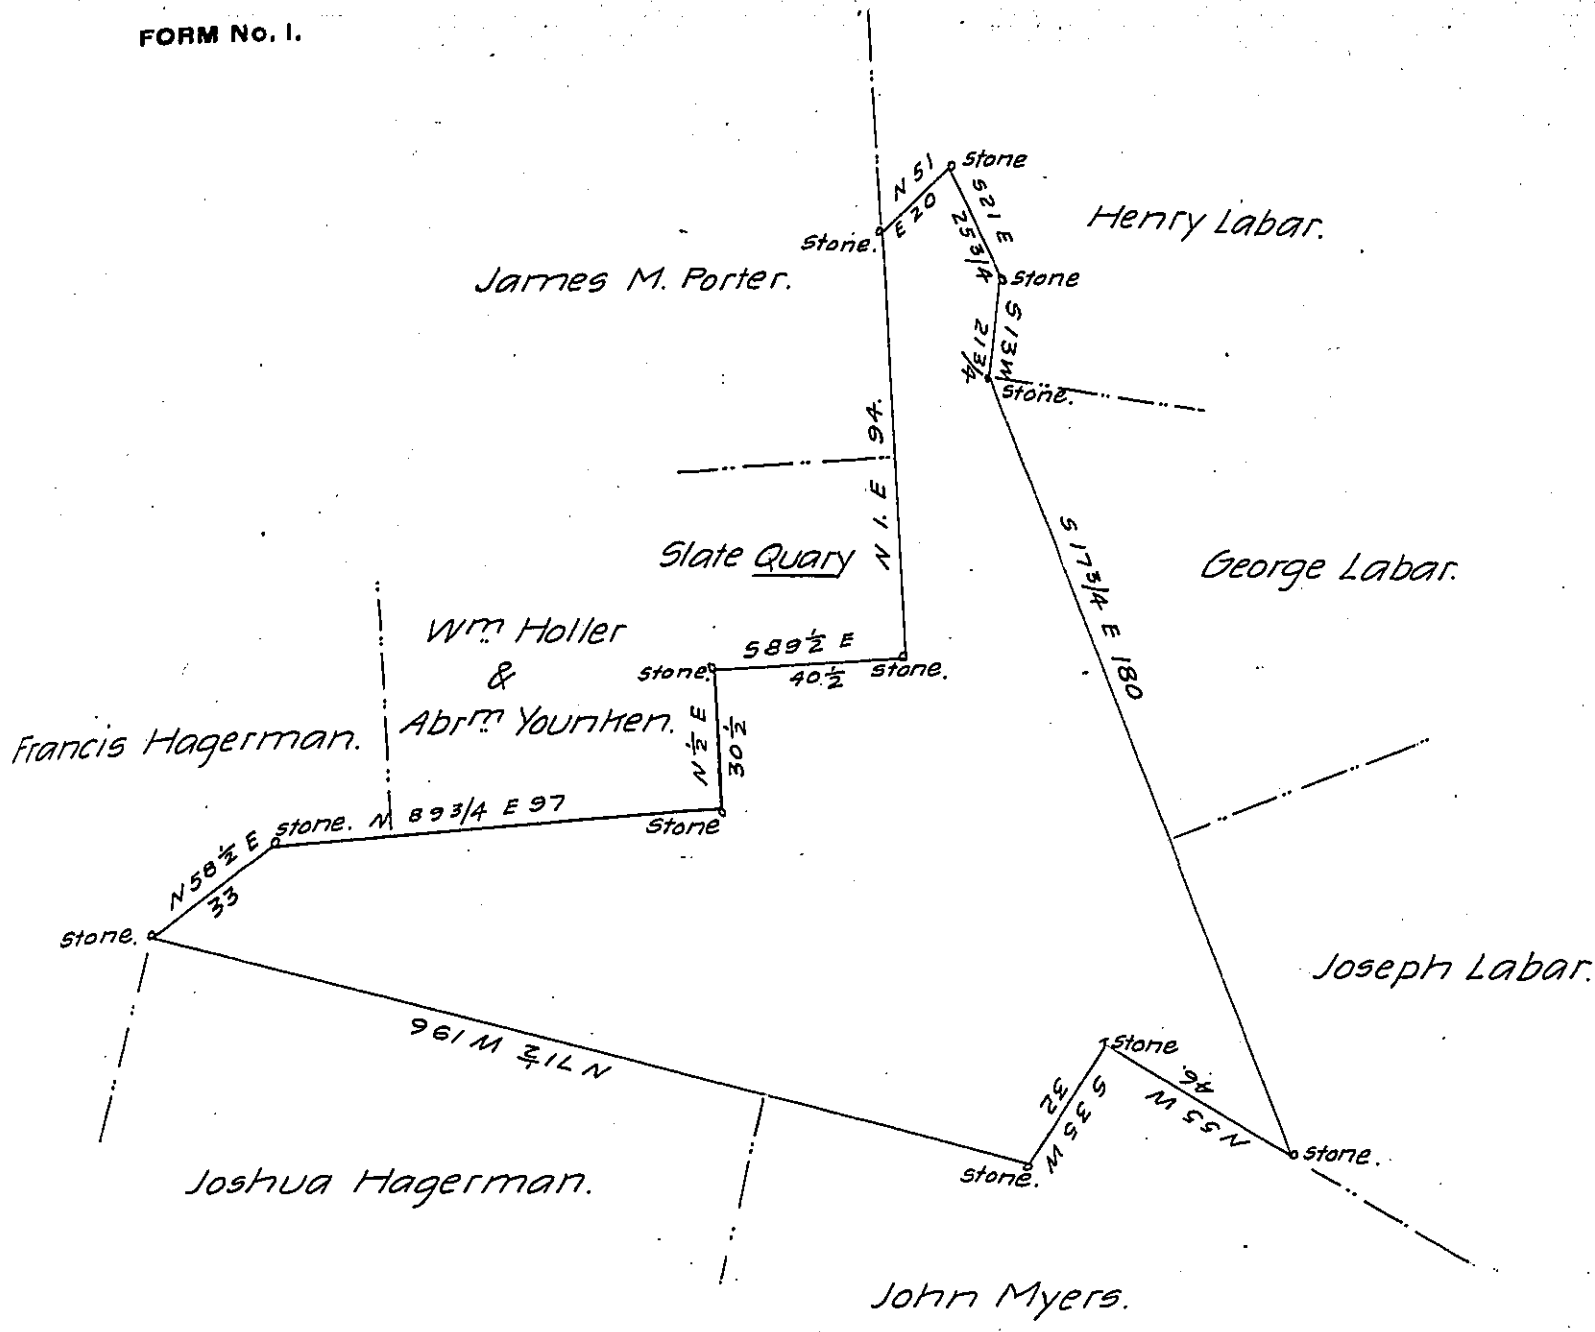 FORM No. 1.
Stone
N 51
E 20
S 21 E
25 3/4
Henry Labar.
Stone.
James M. Porter.
Stone
S 13 W
21 3/4
Stone.
N 1. E 94.
Slate Quary
S 17 3/4 E 180
George Labar.
Wm Holler
&
Abrm Younken.
S 89 1/2 E
40 1/2
Stone.
Stone.
N 1/2 E
30 1/2
Francis Hagerman.
Stone. N 89 3/4 E 97
Stone
N 58 1/2 E
33
Stone.
Joseph Labar.
N 71 1/2 W 196
Stone
S 35 W
32
N 55 W
46.
Stone.
Stone.
Joshua Hagerman.
John Myers.